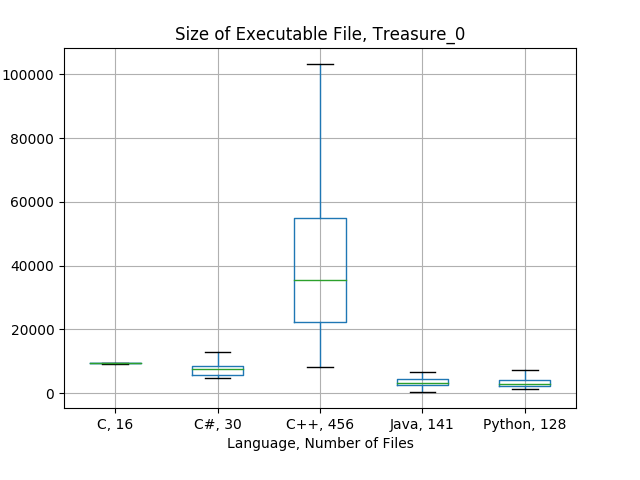 Size of Executable File, Treasure_0
100000
80000
60000
40000
20000
0
C, 16
C#, 30
C++, 456
Java, 141
Python, 128
Language, Number of Files